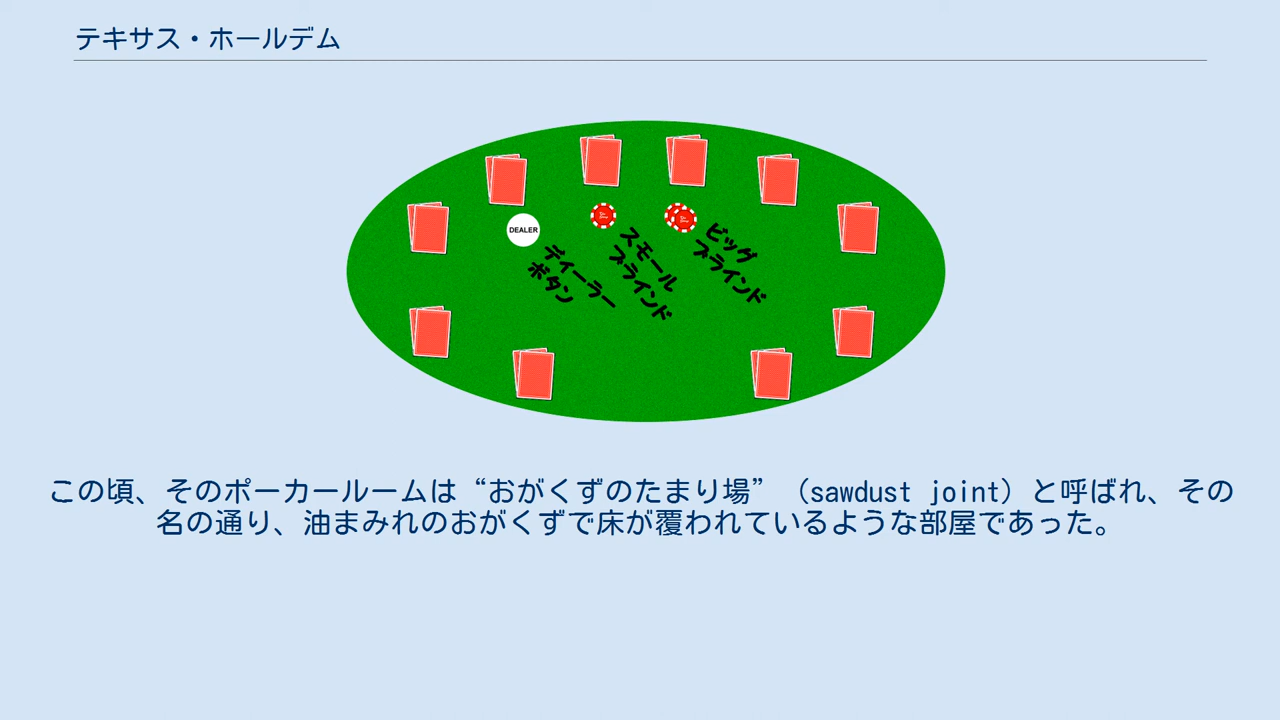 テキサス・ホールデム
DEALER
ディーラー
ボタン
スモール
ブラインド
ビッグ
ブラインド
この頃、そのポーカールームは“おがくずのたまり場”（sawdust joint）と呼ばれ、その
名の通り、油まみれのおがくずで床が覆われているような部屋であった。